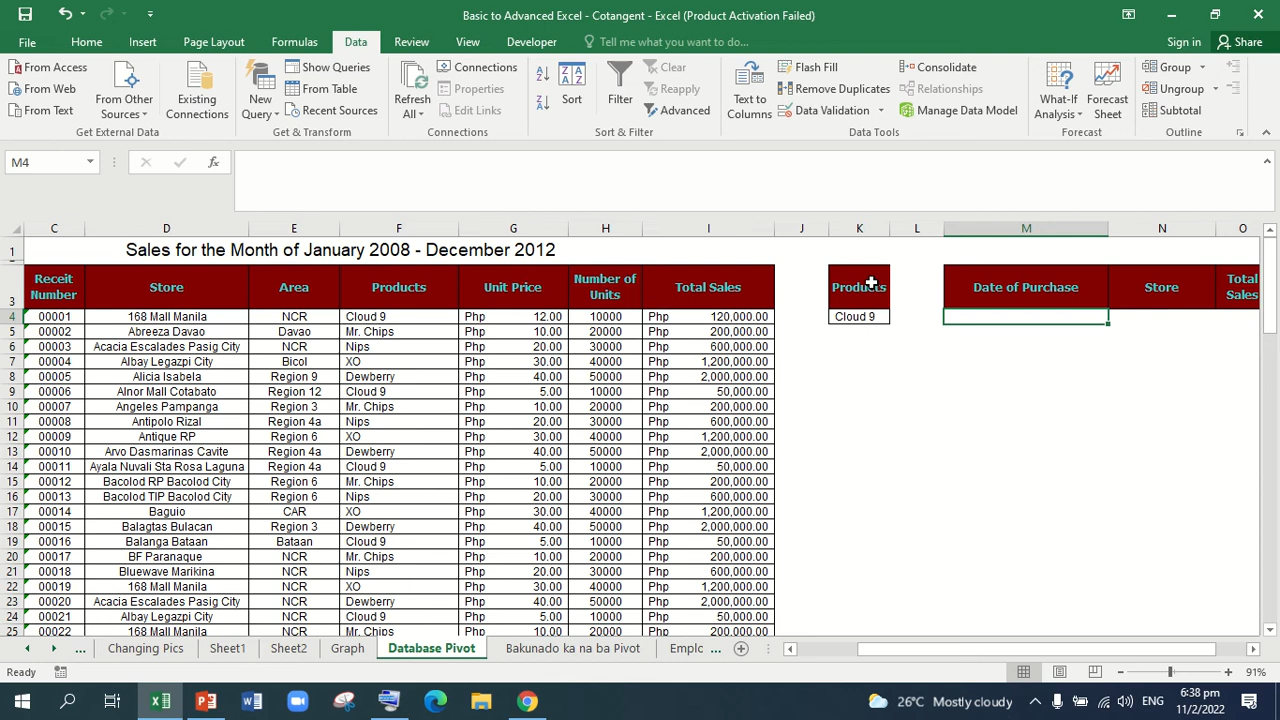 Basic to Advanced Excel - Cotangent - Excel (Product Activation Failed)
File Home Insert Page Layout Formulas Data Review View Developer Tell me what you want to do... Sign in Share
From Access
From Web
From Text
From Other Sources
Existing Connections
Get External Data
New Query
Show Queries
From Table
Recent Sources
Get & Transform
Refresh All
Connections
Properties
Edit Links
Connections
Sort
Filter
Clear
Reapply
Advanced
Sort & Filter
Text to Columns
Flash Fill
Remove Duplicates
Data Validation
Consolidate
Relationships
Manage Data Model
Data Tools
What-If Analysis
Forecast Sheet
Forecast
Group
Ungroup
Subtotal
Outline
M4 fx
C D E F G H I J K L M N O
1 Sales for the Month of January 2008 - December 2012
3 Receit Number Store Area Products Unit Price Number of Units Total Sales Products Date of Purchase Store Total Sales
4 00001 168 Mall Manila NCR Cloud 9 Php 12.00 10000 Php 120,000.00 Cloud 9
5 00002 Abreeza Davao Davao Mr. Chips Php 10.00 20000 Php 200,000.00
6 00003 Acacia Escalades Pasig City NCR Nips Php 20.00 30000 Php 600,000.00
7 00004 Albay Legazpi City Bicol XO Php 30.00 40000 Php 1,200,000.00
8 00005 Alicia Isabela Region 9 Dewberry Php 40.00 50000 Php 2,000,000.00
9 00006 Alnor Mall Cotabato Region 12 Cloud 9 Php 5.00 10000 Php 50,000.00
10 00007 Angeles Pampanga Region 3 Mr. Chips Php 10.00 20000 Php 200,000.00
11 00008 Antipolo Rizal Region 4a Nips Php 20.00 30000 Php 600,000.00
12 00009 Antique RP Region 6 XO Php 30.00 40000 Php 1,200,000.00
13 00010 Arvo Dasmarinas Cavite Region 4a Dewberry Php 40.00 50000 Php 2,000,000.00
14 00011 Ayala Nuvali Sta Rosa Laguna Region 4a Cloud 9 Php 5.00 10000 Php 50,000.00
15 00012 Bacolod RP Bacolod City Region 6 Mr. Chips Php 10.00 20000 Php 200,000.00
16 00013 Bacolod TIP Bacolod City Region 6 Nips Php 20.00 30000 Php 600,000.00
17 00014 Baguio CAR XO Php 30.00 40000 Php 1,200,000.00
18 00015 Balagtas Bulacan Region 3 Dewberry Php 40.00 50000 Php 2,000,000.00
19 00016 Balanga Bataan Bataan Cloud 9 Php 5.00 10000 Php 50,000.00
20 00017 BF Paranaque NCR Mr. Chips Php 10.00 20000 Php 200,000.00
21 00018 Bluewave Marikina NCR Nips Php 20.00 30000 Php 600,000.00
22 00019 168 Mall Manila NCR XO Php 30.00 40000 Php 1,200,000.00
23 00020 Acacia Escalades Pasig City NCR Dewberry Php 40.00 50000 Php 2,000,000.00
24 00021 Albay Legazpi City NCR Cloud 9 Php 5.00 10000 Php 50,000.00
25 00022 168 Mall Manila NCR Mr. Chips Php 10.00 20000 Php 200,000.00
... Changing Pics Sheet1 Sheet2 Graph Database Pivot Bakunado ka na ba Pivot Emplc ...
Ready 91%
26°C Mostly cloudy ENG 6:38 pm
11/2/2022